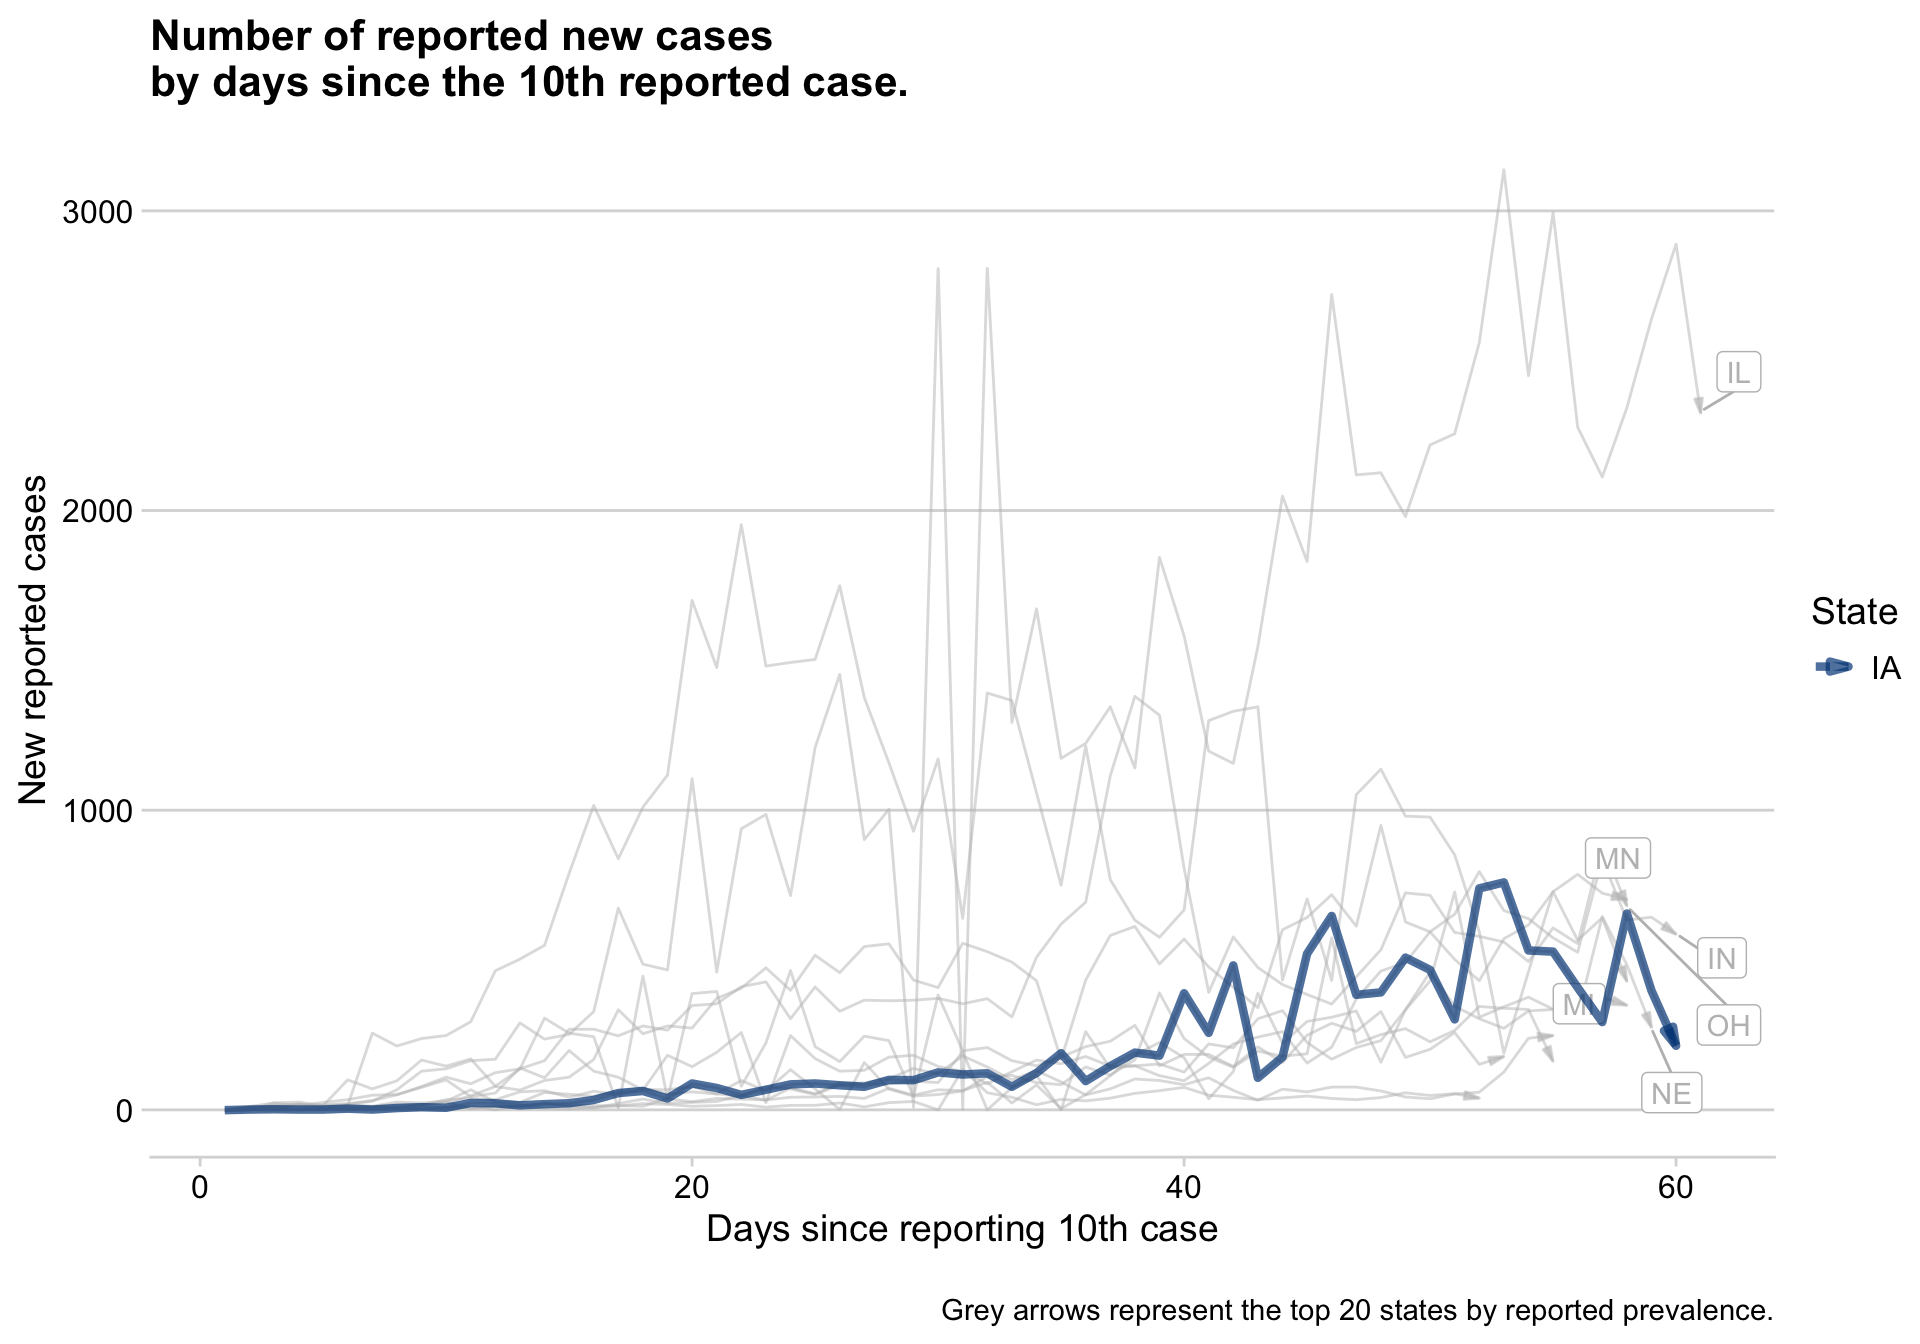 Number of reported new cases
by days since the 10th reported case.
3000
2000
1000
0
New reported cases
IL
MN
IN
MI
OH
NE
State
IA
0 20 40 60
Days since reporting 10th case
Grey arrows represent the top 20 states by reported prevalence.